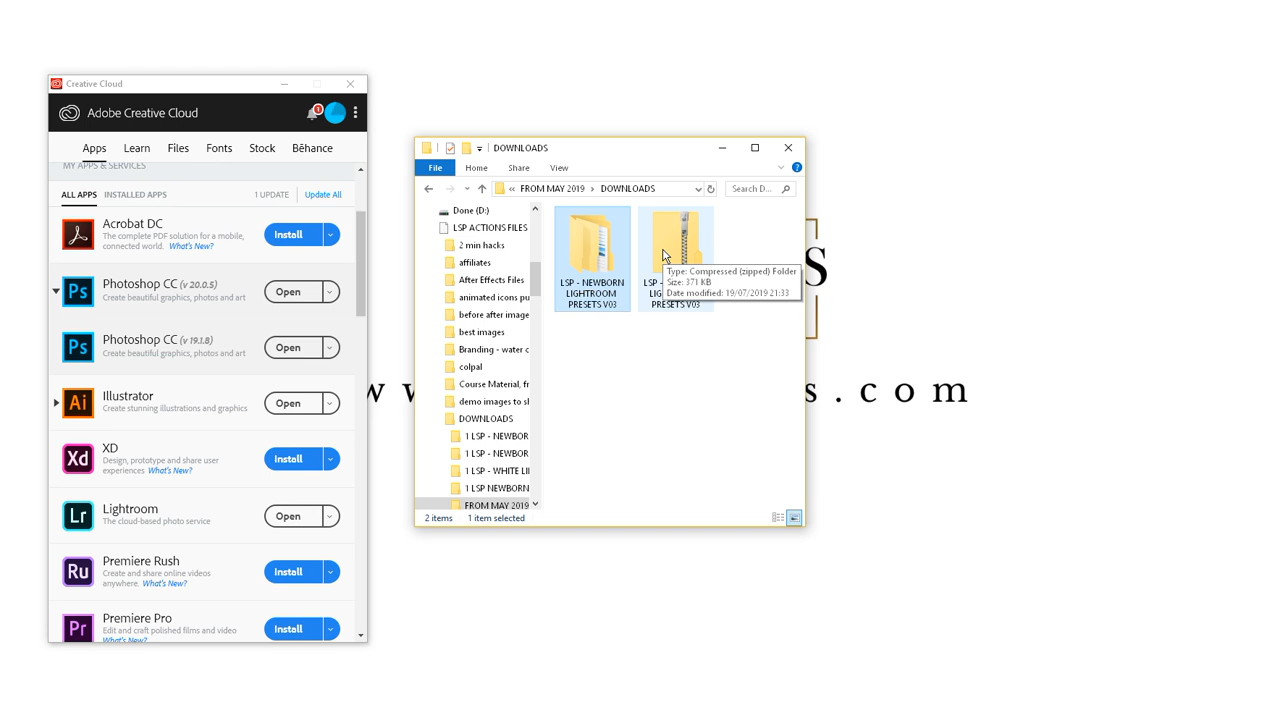 Creative Cloud
Adobe Creative Cloud
1
Apps Learn Files Fonts Stock Bēhance
MY APPS & SERVICES
ALL APPS INSTALLED APPS 1 UPDATE Update All
Acrobat DC
The complete PDF solution for a mobile,
connected world. What's New?
Install
Photoshop CC (v 20.0.5)
Create beautiful graphics, photos and art
Open
Photoshop CC (v 19.1.8)
Create beautiful graphics, photos and art
Open
Illustrator
Create stunning illustrations and graphics
Open
XD
Design, prototype and share user
experiences What's New?
Install
Lightroom
The cloud-based photo service
Open
Premiere Rush
Create and share online videos
anywhere. What's New?
Install
Premiere Pro
Edit and craft polished films and video
What's New?
Install
DOWNLOADS
File Home Share View
« FROM MAY 2019 › DOWNLOADS
Search D...
Done (D:)
LSP ACTIONS FILES
2 min hacks
affiliates
After Effects Files
animated icons pu
before after image
best images
Branding - water c
colpal
Course Material, fr
demo images to sh
DOWNLOADS
1 LSP - NEWBOR
1 LSP - NEWBOR
1 LSP - WHITE LI
1 LSP NEWBORN
FROM MAY 2019
LSP - NEWBORN
LIGHTROOM
PRESETS V03
LSP -
LIG
PRESETS V03
Type: Compressed (zipped) Folder
Size: 371 KB
Date modified: 19/07/2019 21:33
2 items 1 item selected
S
w s.com